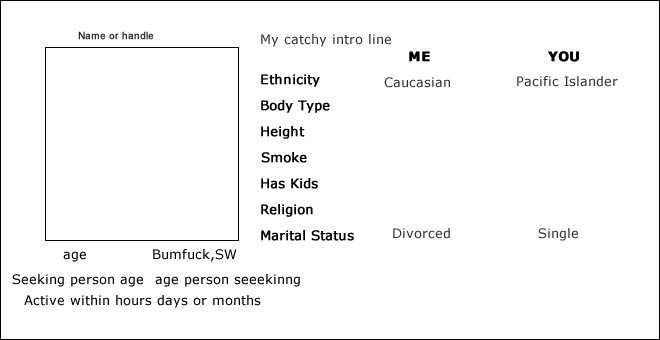 Name or handle
My catchy intro line
ME YOU
Ethnicity Caucasian Pacific Islander
Body Type
Height
Smoke
Has Kids
Religion
Marital Status Divorced Single
age Bumfuck,SW
Seeking person age age person seeekinng
Active within hours days or months